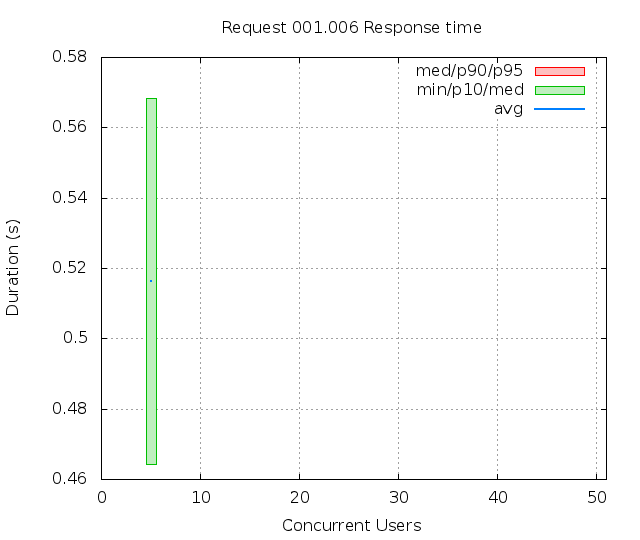 Request 001.006 Response time
med/p90/p95
min/p10/med
avg
Duration (s)
0.58
0.56
0.54
0.52
0.5
0.48
0.46
0 10 20 30 40 50
Concurrent Users